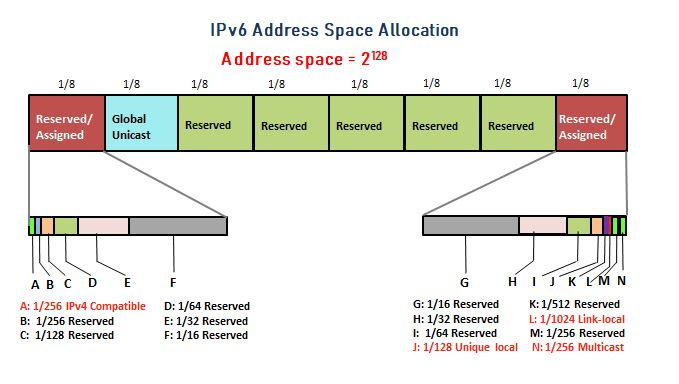 IPv6 Address Space Allocation
Address space = 2^128
1/8 1/8 1/8 1/8 1/8 1/8 1/8 1/8
Reserved/ Assigned
Global Unicast
Reserved
Reserved
Reserved
Reserved
Reserved
Reserved/ Assigned
A B C D E F
G H I J K L M N
A: 1/256 IPv4 Compatible
B: 1/256 Reserved
C: 1/128 Reserved
D: 1/64 Reserved
E: 1/32 Reserved
F: 1/16 Reserved
G: 1/16 Reserved
H: 1/32 Reserved
I: 1/64 Reserved
J: 1/128 Unique local
K: 1/512 Reserved
L: 1/1024 Link-local
M: 1/256 Reserved
N: 1/256 Multicast